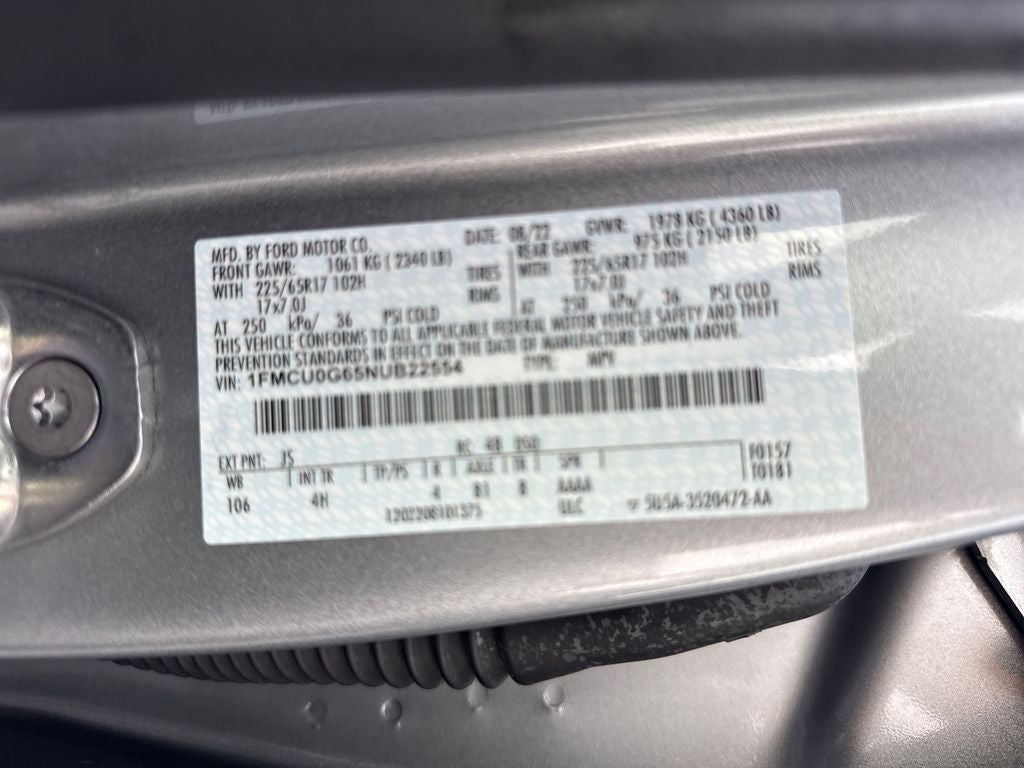 MFD. BY FORD MOTOR CO. DATE: 08/22 GVWR: 1978 KG ( 4360 LB)
FRONT GAWR: 1061 KG ( 2340 LB) REAR GAWR: 975 KG ( 2150 LB)
WITH 225/65R17 102H TIRES WITH 225/65R17 102H TIRES
17x7.0J RIMS 17x7.0J RIMS
AT 250 kPa/ 36 PSI COLD AT 250 kPa/ 36 PSI COLD
THIS VEHICLE CONFORMS TO ALL APPLICABLE FEDERAL MOTOR VEHICLE SAFETY AND THEFT
PREVENTION STANDARDS IN EFFECT ON THE DATE OF MANUFACTURE SHOWN ABOVE.
VIN: 1FMCU0G65NUB22554 TYPE: MPV
EXT PNT: JS RC: 48 DSO: F0157
WB INT TR TP/PS R AXLE TR SPR T0181
106 4H 4 B1 8 AAAA
ULC 5U5A-3520472-AA